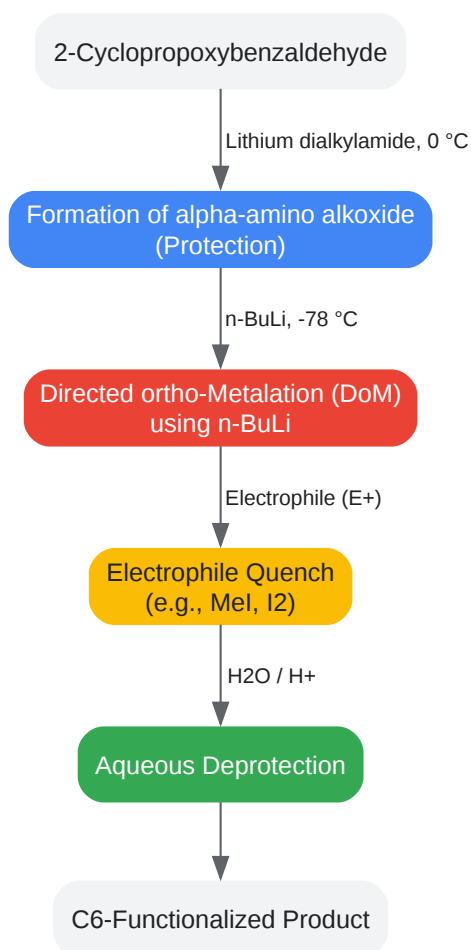 2-Cyclopropoxybenzaldehyde
Lithium dialkylamide, 0 °C
Formation of alpha-amino alkoxide
(Protection)
n-BuLi, -78 °C
Directed ortho-Metalation (DoM)
using n-BuLi
Electrophile (E+)
Electrophile Quench
(e.g., MeI, I2)
H2O / H+
Aqueous Deprotection
C6-Functionalized Product